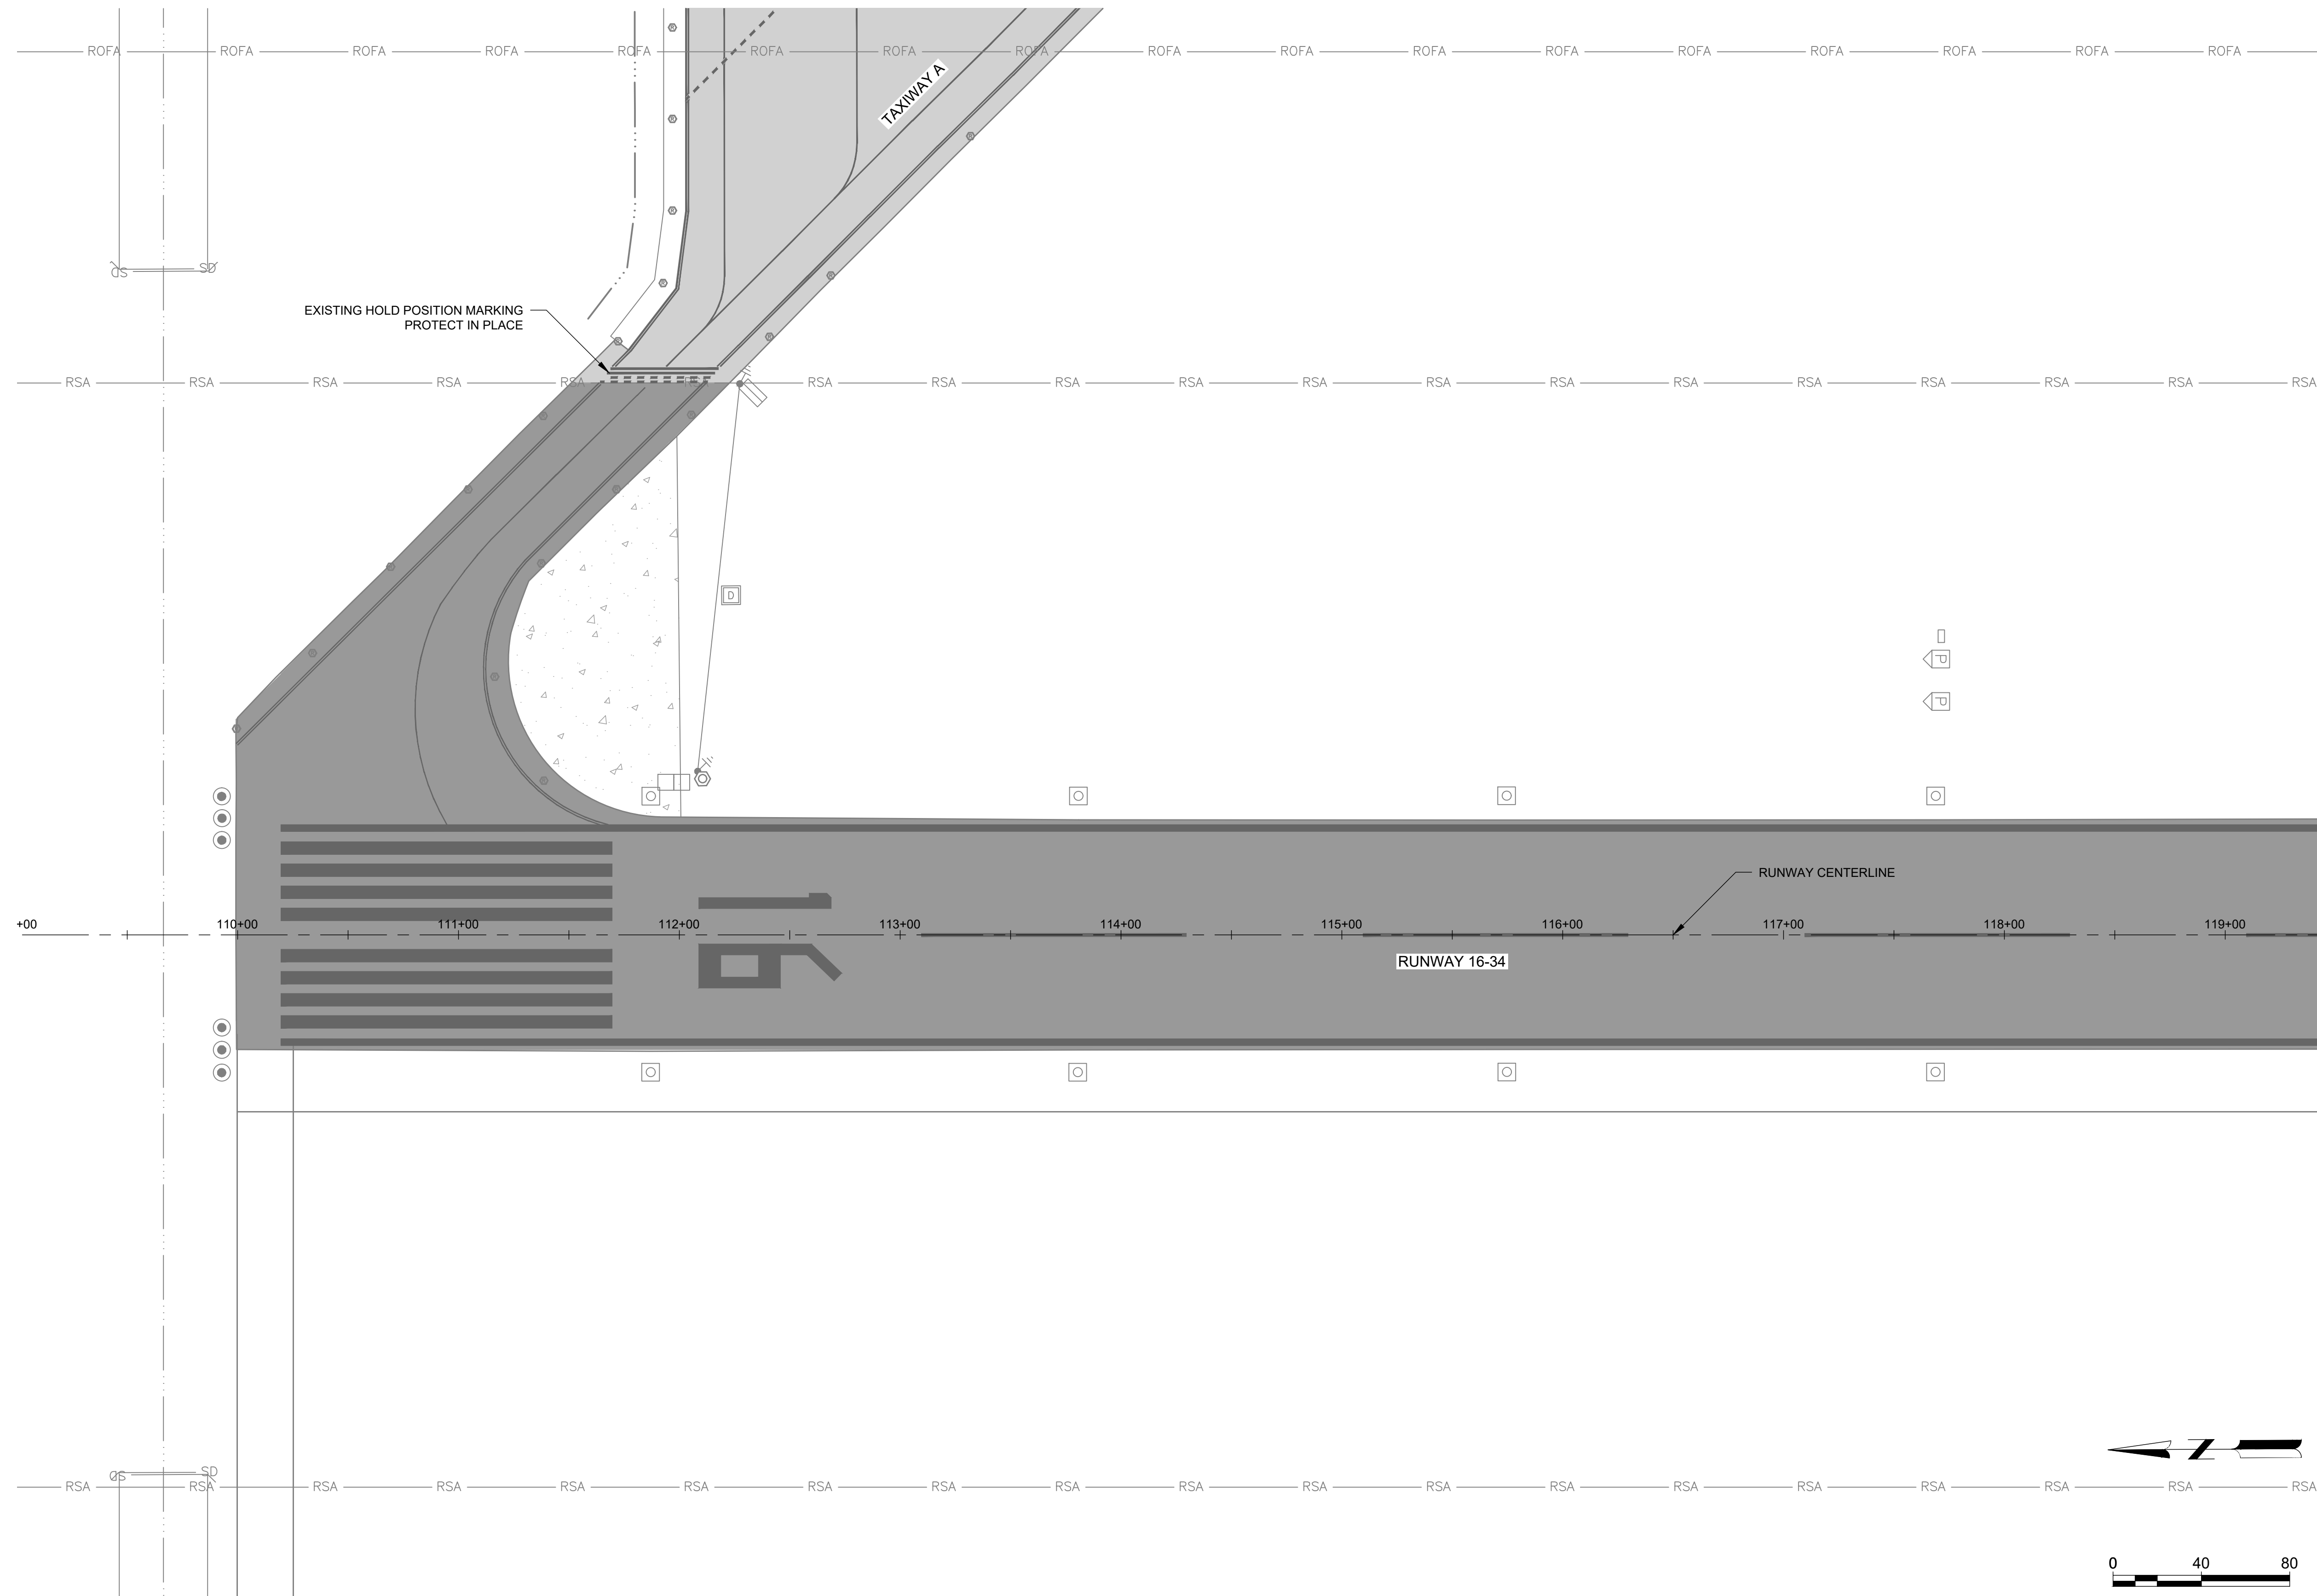 ROFA ROFA ROFA ROFA ROFA ROFA ROFA ROFA ROFA ROFA ROFA ROFA ROFA ROFA ROFA ROFA ROFA
TAXIWAY A
SD SD
EXISTING HOLD POSITION MARKING
PROTECT IN PLACE
RSA RSA RSA RSA RSA RSA RSA RSA RSA RSA RSA RSA RSA RSA RSA RSA RSA RSA RSA
D
P
P
RUNWAY CENTERLINE
+00 110+00 111+00 112+00 113+00 114+00 115+00 116+00 117+00 118+00 119+00
16
RUNWAY 16-34
Z
SD SD
RSA RSA RSA RSA RSA RSA RSA RSA RSA RSA RSA RSA RSA RSA RSA RSA RSA RSA RSA
0 40 80